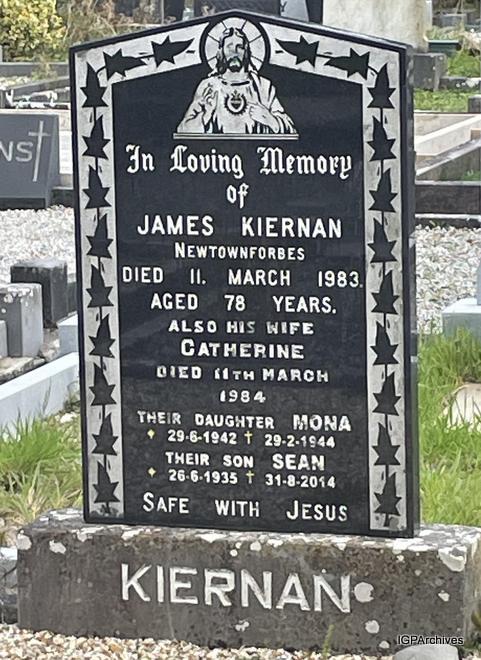 In Loving Memory
of
JAMES KIERNAN
NEWTOWNFORBES
DIED 11. MARCH 1983.
AGED 78 YEARS.
ALSO HIS WIFE
CATHERINE
DIED 11TH MARCH
1984
THEIR DAUGHTER MONA
29-6-1942 † 29-2-1944
THEIR SON SEAN
26-6-1935 † 31-8-2014
SAFE WITH JESUS
KIERNAN
NS
IGPArchives